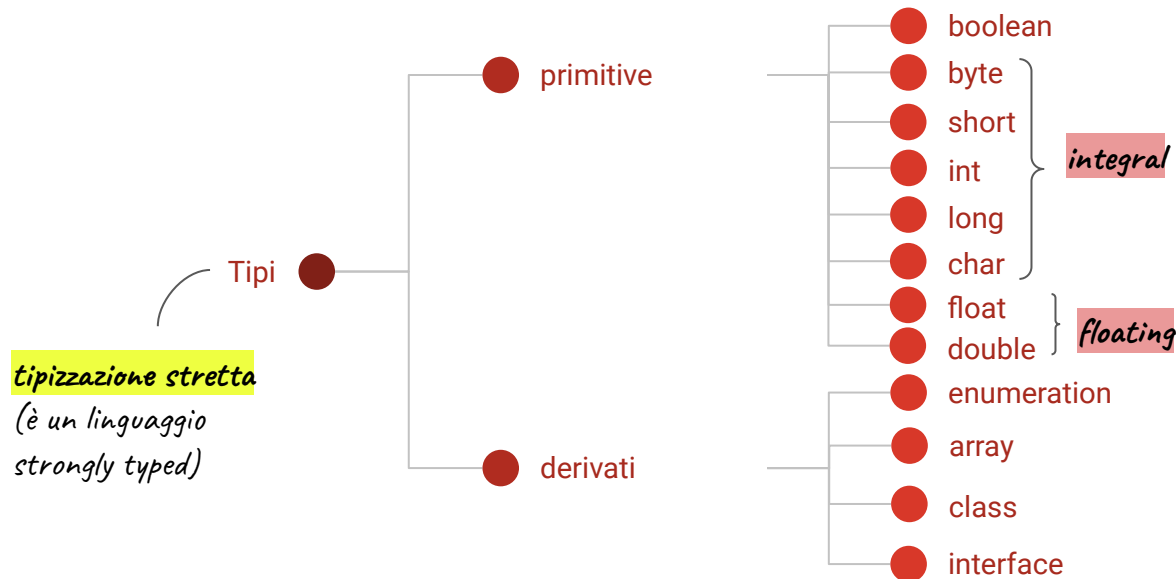 boolean
primitive
byte
short
integral
int
long
Tipi
char
float
floating
double
tipizzazione stretta
(è un linguaggio
strongly typed)
enumeration
array
derivati
class
interface